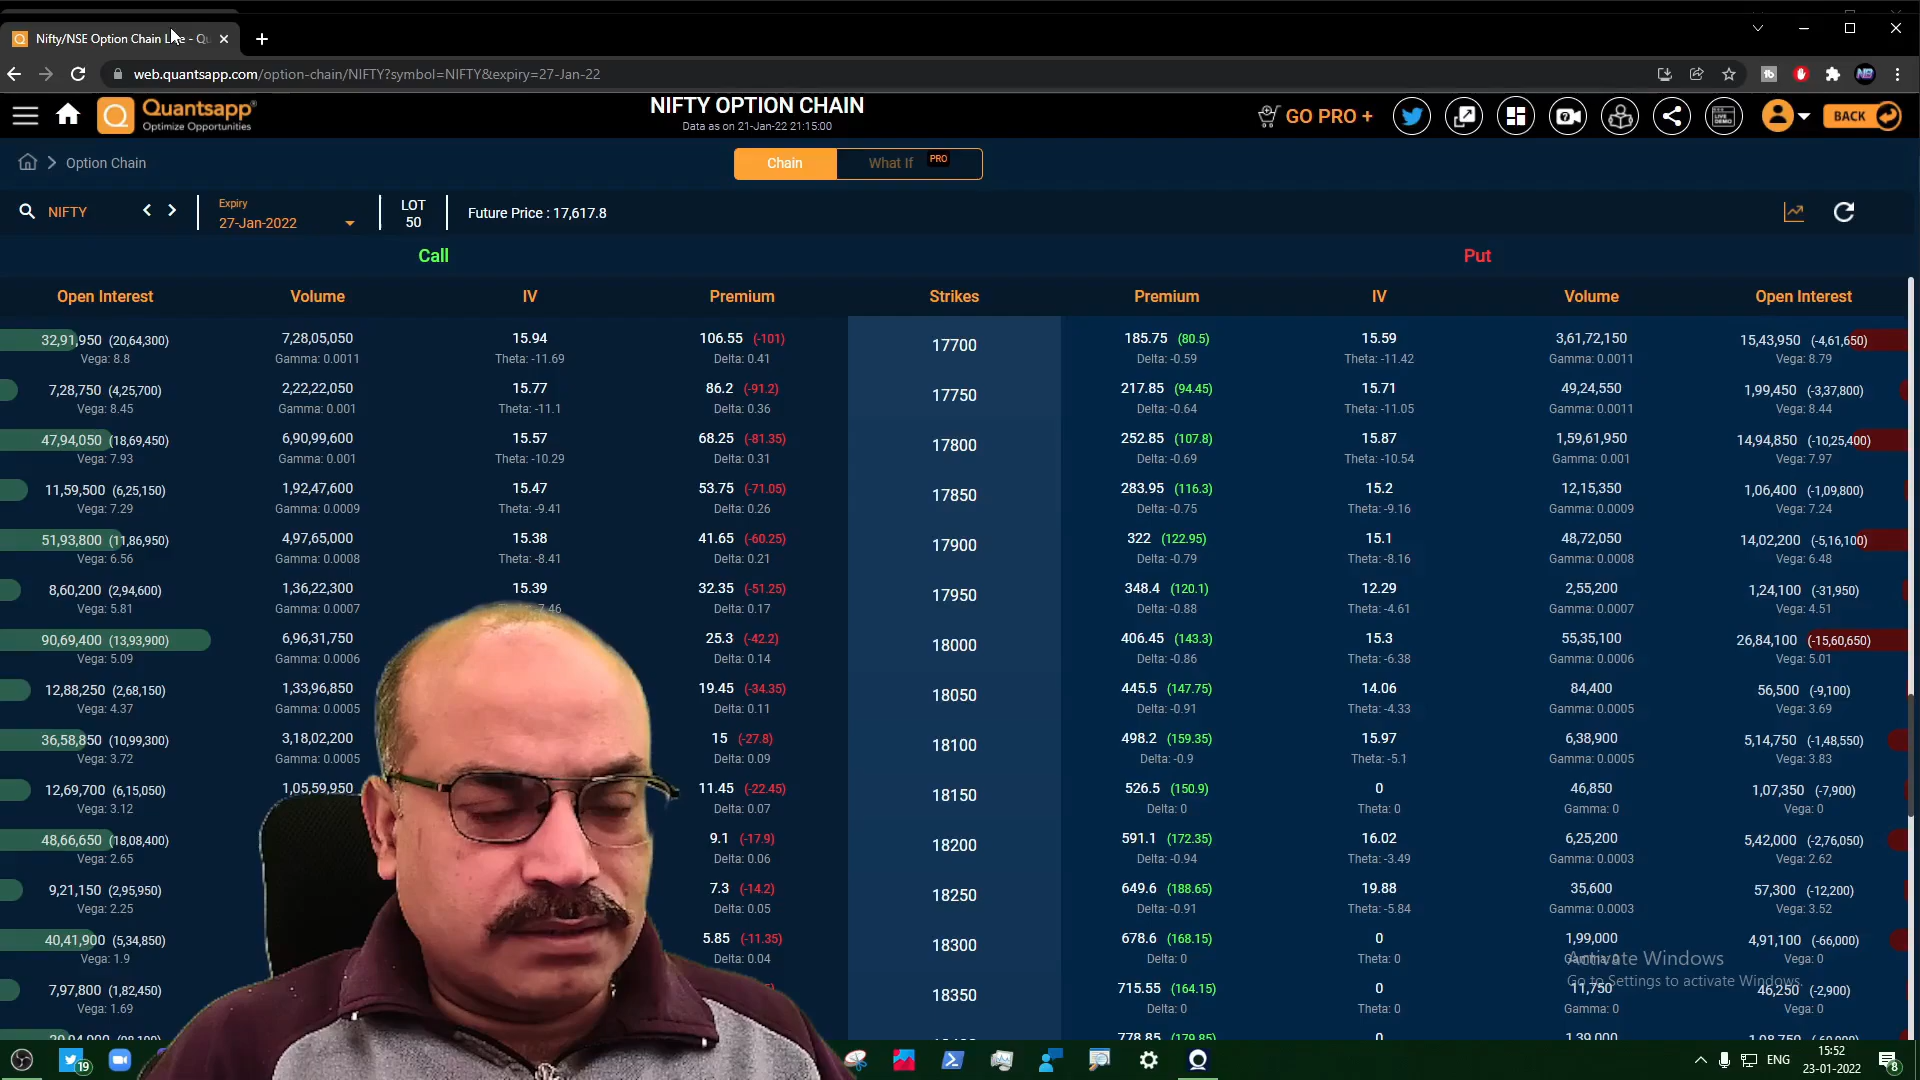 Nifty/NSE Option Chain L e - Qu
web.quantsapp.com/option-chain/NIFTY?symbol=NIFTY&expiry=27-Jan-22
Quantsapp
Optimize Opportunities
NIFTY OPTION CHAIN
Data as on 21-Jan-22 21:15:00
GO PRO +
LIVE DEMO
BACK
Option Chain
Chain
What If PRO
NIFTY
Expiry
27-Jan-2022
LOT
50
Future Price : 17,617.8
Call
Put
Open Interest Volume IV Premium Strikes Premium IV Volume Open Interest
32,91,950 (20,64,300) 7,28,05,050 15.94 106.55 (-101) 17700 185.75 (80.5) 15.59 3,61,72,150 15,43,950 (-4,61,650)
Vega: 8.8 Gamma: 0.0011 Theta: -11.69 Delta: 0.41 Delta: -0.59 Theta: -11.42 Gamma: 0.0011 Vega: 8.79
7,28,750 (4,25,700) 2,22,22,050 15.77 86.2 (-91.2) 17750 217.85 (94.45) 15.71 49,24,550 1,99,450 (-3,37,800)
Vega: 8.45 Gamma: 0.001 Theta: -11.1 Delta: 0.36 Delta: -0.64 Theta: -11.05 Gamma: 0.0011 Vega: 8.44
47,94,050 (18,69,450) 6,90,99,600 15.57 68.25 (-81.35) 17800 252.85 (107.8) 15.87 1,59,61,950 14,94,850 (-10,25,400)
Vega: 7.93 Gamma: 0.001 Theta: -10.29 Delta: 0.31 Delta: -0.69 Theta: -10.54 Gamma: 0.001 Vega: 7.97
11,59,500 (6,25,150) 1,92,47,600 15.47 53.75 (-71.05) 17850 283.95 (116.3) 15.2 12,15,350 1,06,400 (-1,09,800)
Vega: 7.29 Gamma: 0.0009 Theta: -9.41 Delta: 0.26 Delta: -0.75 Theta: -9.16 Gamma: 0.0009 Vega: 7.24
51,93,800 (11,86,950) 4,97,65,000 15.38 41.65 (-60.25) 17900 322 (122.95) 15.1 48,72,050 14,02,200 (-5,16,100)
Vega: 6.56 Gamma: 0.0008 Theta: -8.41 Delta: 0.21 Delta: -0.79 Theta: -8.16 Gamma: 0.0008 Vega: 6.48
8,60,200 (2,94,600) 1,36,22,300 15.39 32.35 (-51.25) 17950 348.4 (120.1) 12.29 2,55,200 1,24,100 (-31,950)
Vega: 5.81 Gamma: 0.0007 7.46 Delta: 0.17 Delta: -0.88 Theta: -4.61 Gamma: 0.0007 Vega: 4.51
90,69,400 (13,93,900) 6,96,31,750 25.3 (-42.2) 18000 406.45 (143.3) 15.3 55,35,100 26,84,100 (-15,60,650)
Vega: 5.09 Gamma: 0.0006 Delta: 0.14 Delta: -0.86 Theta: -6.38 Gamma: 0.0006 Vega: 5.01
12,88,250 (2,68,150) 1,33,96,850 19.45 (-34.35) 18050 445.5 (147.75) 14.06 84,400 56,500 (-9,100)
Vega: 4.37 Gamma: 0.0005 Delta: 0.11 Delta: -0.91 Theta: -4.33 Gamma: 0.0005 Vega: 3.69
36,58,850 (10,99,300) 3,18,02,200 15 (-27.8) 18100 498.2 (159.35) 15.97 6,38,900 5,14,750 (-1,48,550)
Vega: 3.72 Gamma: 0.0005 Delta: 0.09 Delta: -0.9 Theta: -5.1 Gamma: 0.0005 Vega: 3.83
12,69,700 (6,15,050) 1,05,59,950 11.45 (-22.45) 18150 526.5 (150.9) 0 46,850 1,07,350 (-7,900)
Vega: 3.12 Delta: 0.07 Delta: 0 Theta: 0 Gamma: 0 Vega: 0
48,66,650 (18,08,400) 9.1 (-17.9) 18200 591.1 (172.35) 16.02 6,25,200 5,42,000 (-2,76,050)
Vega: 2.65 Delta: 0.06 Delta: -0.94 Theta: -3.49 Gamma: 0.0003 Vega: 2.62
9,21,150 (2,95,950) 7.3 (-14.2) 18250 649.6 (188.65) 19.88 35,600 57,300 (-12,200)
Vega: 2.25 Delta: 0.05 Delta: -0.91 Theta: -5.84 Gamma: 0.0003 Vega: 3.52
40,41,900 (5,34,850) 5.85 (-11.35) 18300 678.6 (168.15) 0 1,99,000 4,91,100 (-66,000)
Vega: 1.9 Delta: 0.04 Delta: 0 Theta: 0 Gamma: 0 Vega: 0
Activate Windows
Go to Settings to activate Windows.
7,97,800 (1,82,450) 18350 715.55 (164.15) 0 11,750 46,250 (-2,900)
Vega: 1.69 Delta: 0 Theta: 0 Gamma: 0 Vega: 0
778.85 (179.85) 0 1,39,000
19
ENG
15:52
23-01-2022
8